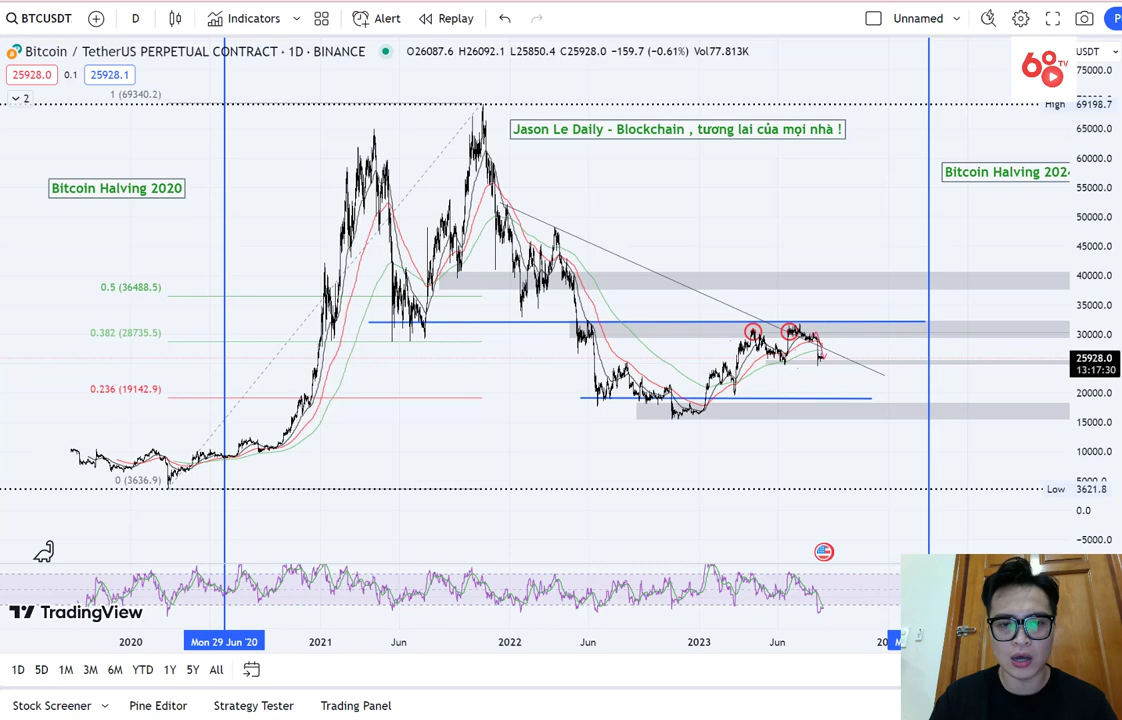 BTCUSDT
D
Indicators
Alert
Replay
Unnamed
Bitcoin / TetherUS PERPETUAL CONTRACT · 1D · BINANCE
O26087.6 H26092.1 L25850.4 C25928.0 −159.7 (−0.61%) Vol77.813K
USDT
25928.0
0.1
25928.1
2
68
TV
75000.0
1 (69340.2)
High
69198.7
65000.0
Jason Le Daily - Blockchain , tương lai của mọi nhà !
60000.0
Bitcoin Halving 2020
Bitcoin Halving 2024
55000.0
50000.0
45000.0
40000.0
0.5 (36488.5)
35000.0
0.382 (28735.5)
30000.0
25928.0
13:17:30
0.236 (19142.9)
20000.0
15000.0
10000.0
0 (3636.9)
Low
3621.8
0.0
−5000.0
TradingView
2020
Mon 29 Jun '20
2021
Jun
2022
Jun
2023
Jun
1D
5D
1M
3M
6M
YTD
1Y
5Y
All
Stock Screener
Pine Editor
Strategy Tester
Trading Panel